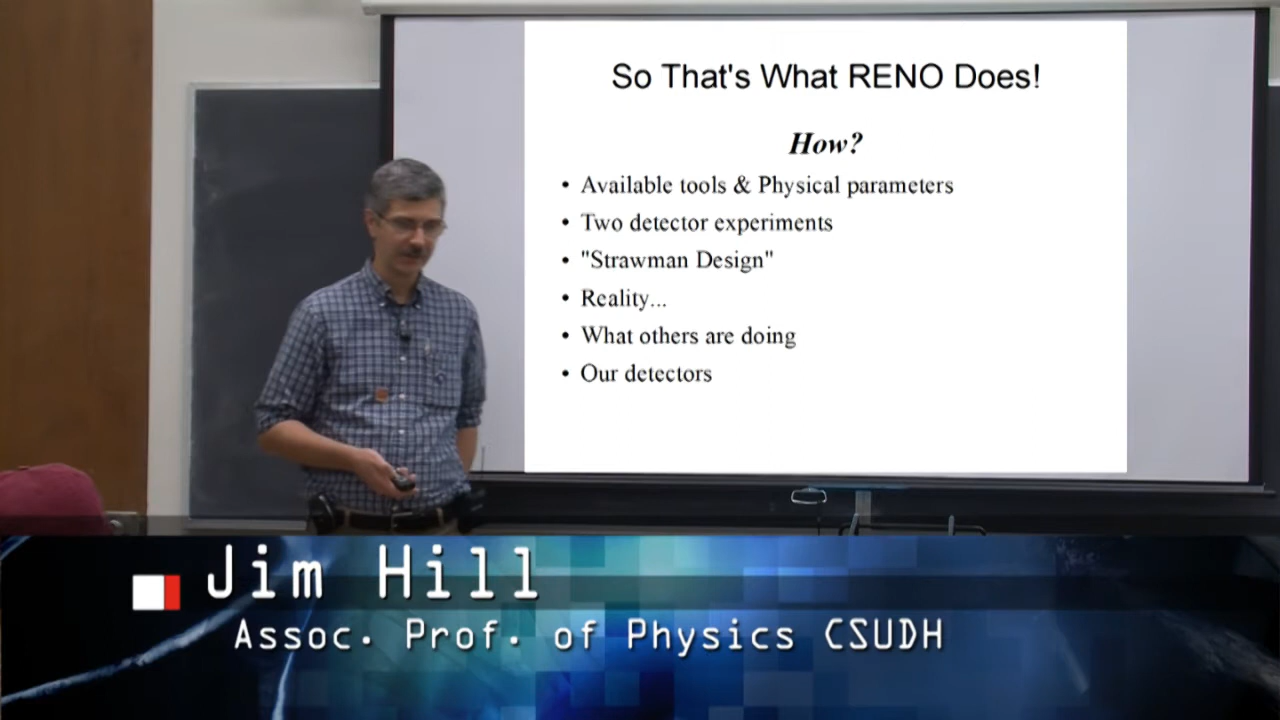 So That's What RENO Does!
How?
• Available tools & Physical parameters
• Two detector experiments
• "Strawman Design"
• Reality...
• What others are doing
• Our detectors
Jim Hill
Assoc. Prof. of Physics CSUDH